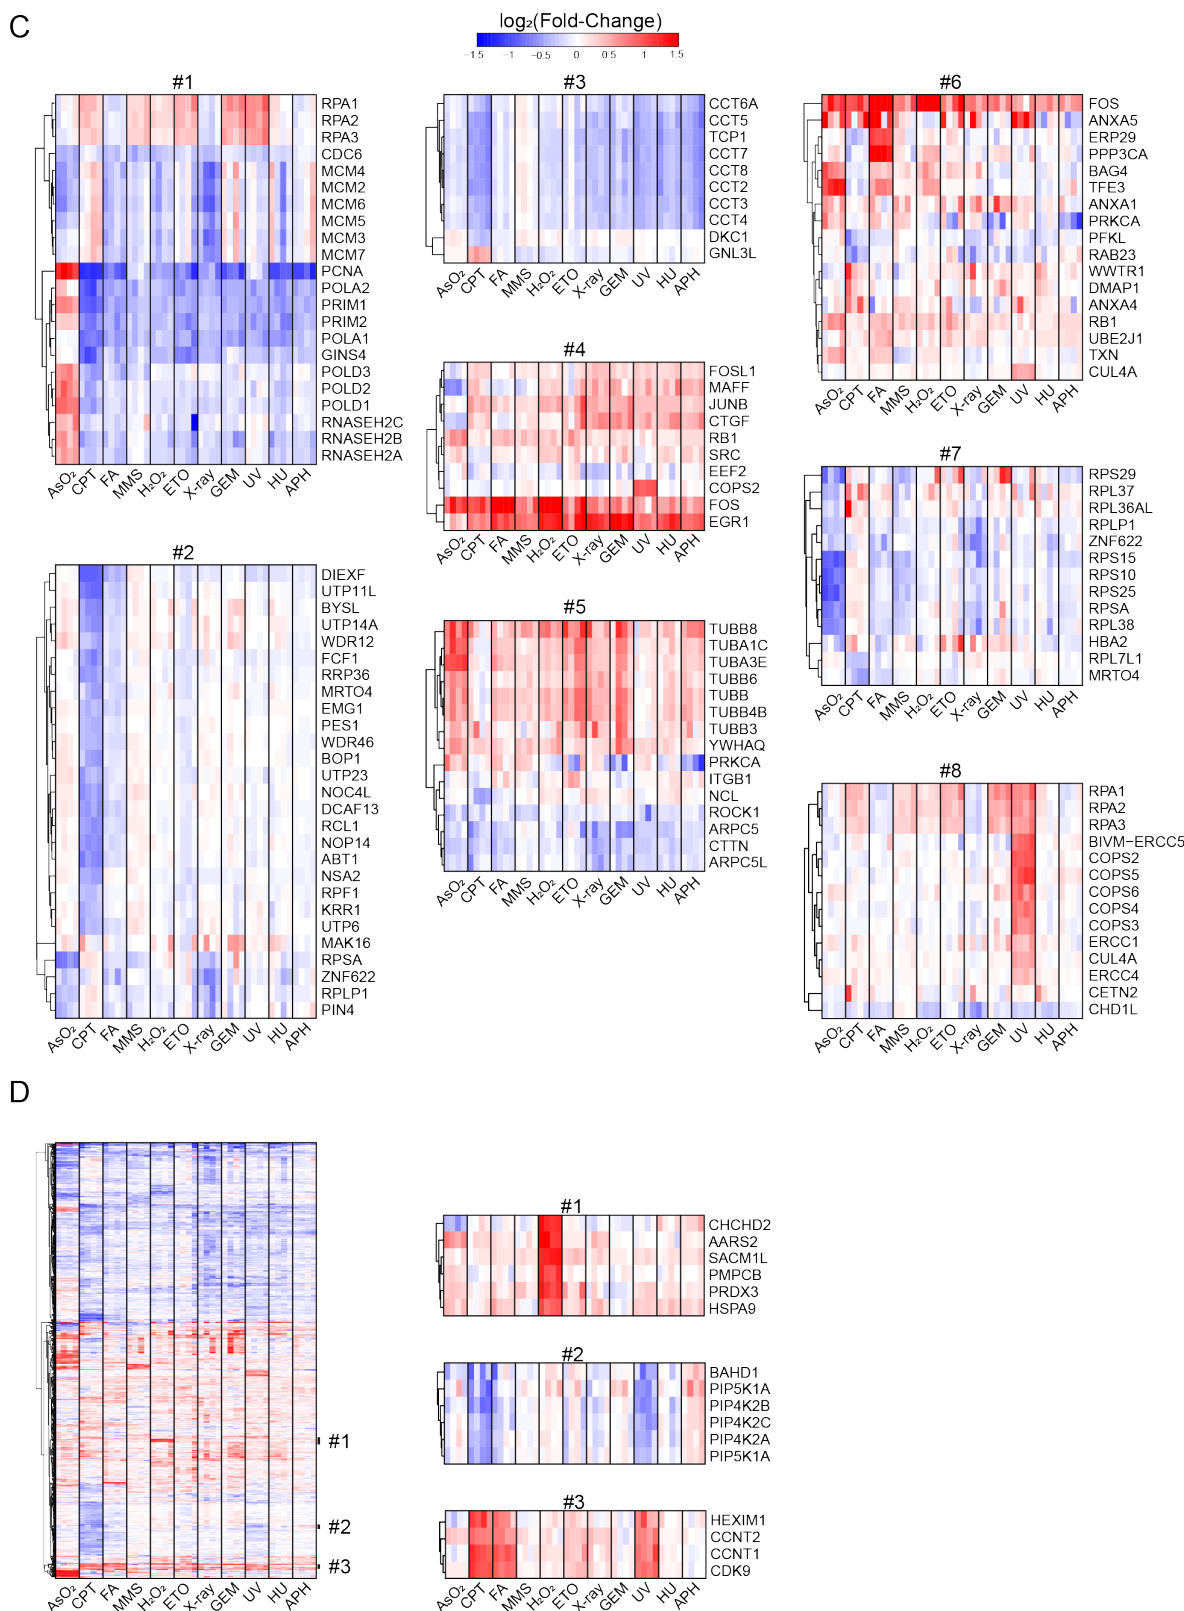 C
log₂(Fold-Change)
−1.5 −1 −0.5 0 0.5 1 1.5
#1
RPA1
RPA2
RPA3
CDC6
MCM4
MCM2
MCM6
MCM5
MCM3
MCM7
PCNA
POLA2
PRIM1
PRIM2
POLA1
GINS4
POLD3
POLD2
POLD1
RNASEH2C
RNASEH2B
RNASEH2A
AsO₂ CPT FA MMS H₂O₂ ETO X-ray GEM UV HU APH
#2
DIEXF
UTP11L
BYSL
UTP14A
WDR12
FCF1
RRP36
MRTO4
EMG1
PES1
WDR46
BOP1
UTP23
NOC4L
DCAF13
RCL1
NOP14
ABT1
NSA2
RPF1
KRR1
UTP6
MAK16
RPSA
ZNF622
RPLP1
PIN4
AsO₂ CPT FA MMS H₂O₂ ETO X-ray GEM UV HU APH
#3
CCT6A
CCT5
TCP1
CCT7
CCT8
CCT2
CCT3
CCT4
DKC1
GNL3L
AsO₂ CPT FA MMS H₂O₂ ETO X-ray GEM UV HU APH
#4
FOSL1
MAFF
JUNB
CTGF
RB1
SRC
EEF2
COPS2
FOS
EGR1
AsO₂ CPT FA MMS H₂O₂ ETO X-ray GEM UV HU APH
#5
TUBB8
TUBA1C
TUBA3E
TUBB6
TUBB
TUBB4B
TUBB3
YWHAQ
PRKCA
ITGB1
NCL
ROCK1
ARPC5
CTTN
ARPC5L
AsO₂ CPT FA MMS H₂O₂ ETO X-ray GEM UV HU APH
#6
FOS
ANXA5
ERP29
PPP3CA
BAG4
TFE3
ANXA1
PRKCA
PFKL
RAB23
WWTR1
DMAP1
ANXA4
RB1
UBE2J1
TXN
CUL4A
AsO₂ CPT FA MMS H₂O₂ ETO X-ray GEM UV HU APH
#7
RPS29
RPL37
RPL36AL
RPLP1
ZNF622
RPS15
RPS10
RPS25
RPSA
RPL38
HBA2
RPL7L1
MRTO4
AsO₂ CPT FA MMS H₂O₂ ETO X-ray GEM UV HU APH
#8
RPA1
RPA2
RPA3
BIVM−ERCC5
COPS2
COPS5
COPS6
COPS4
COPS3
ERCC1
CUL4A
ERCC4
CETN2
CHD1L
AsO₂ CPT FA MMS H₂O₂ ETO X-ray GEM UV HU APH
D
#1
#2
#3
AsO₂ CPT FA MMS H₂O₂ ETO X-ray GEM UV HU APH
#1
CHCHD2
AARS2
SACM1L
PMPCB
PRDX3
HSPA9
#2
BAHD1
PIP5K1A
PIP4K2B
PIP4K2C
PIP4K2A
PIP5K1A
#3
HEXIM1
CCNT2
CCNT1
CDK9
AsO₂ CPT FA MMS H₂O₂ ETO X-ray GEM UV HU APH